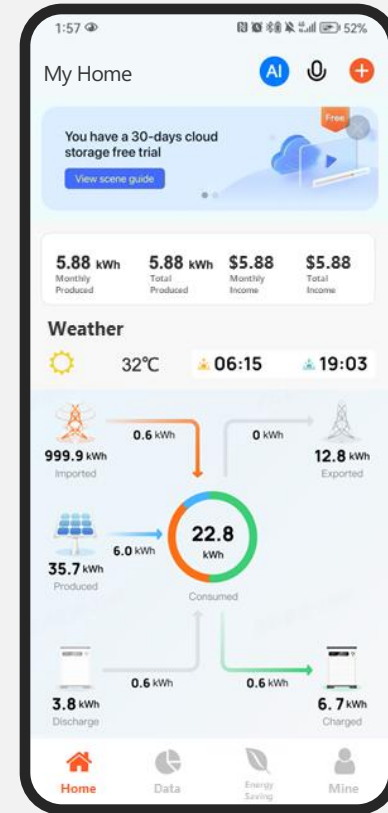 1:57
52%
My Home
AI
Free
You have a 30-days cloud
storage free trial
View scene guide
5.88 kWh
Monthly
Produced
5.88 kWh
Total
Produced
$5.88
Monthly
Income
$5.88
Total
Income
Weather
32℃
06:15
19:03
0.6 kWh
0 kWh
999.9 kWh
Imported
12.8 kWh
Exported
22.8
kWh
Consumed
6.0 kWh
35.7 kWh
Produced
0.6 kWh
0.6 kWh
3.8 kWh
Discharge
6. 7 kWh
Charged
Home
Data
Energy
Saving
Mine